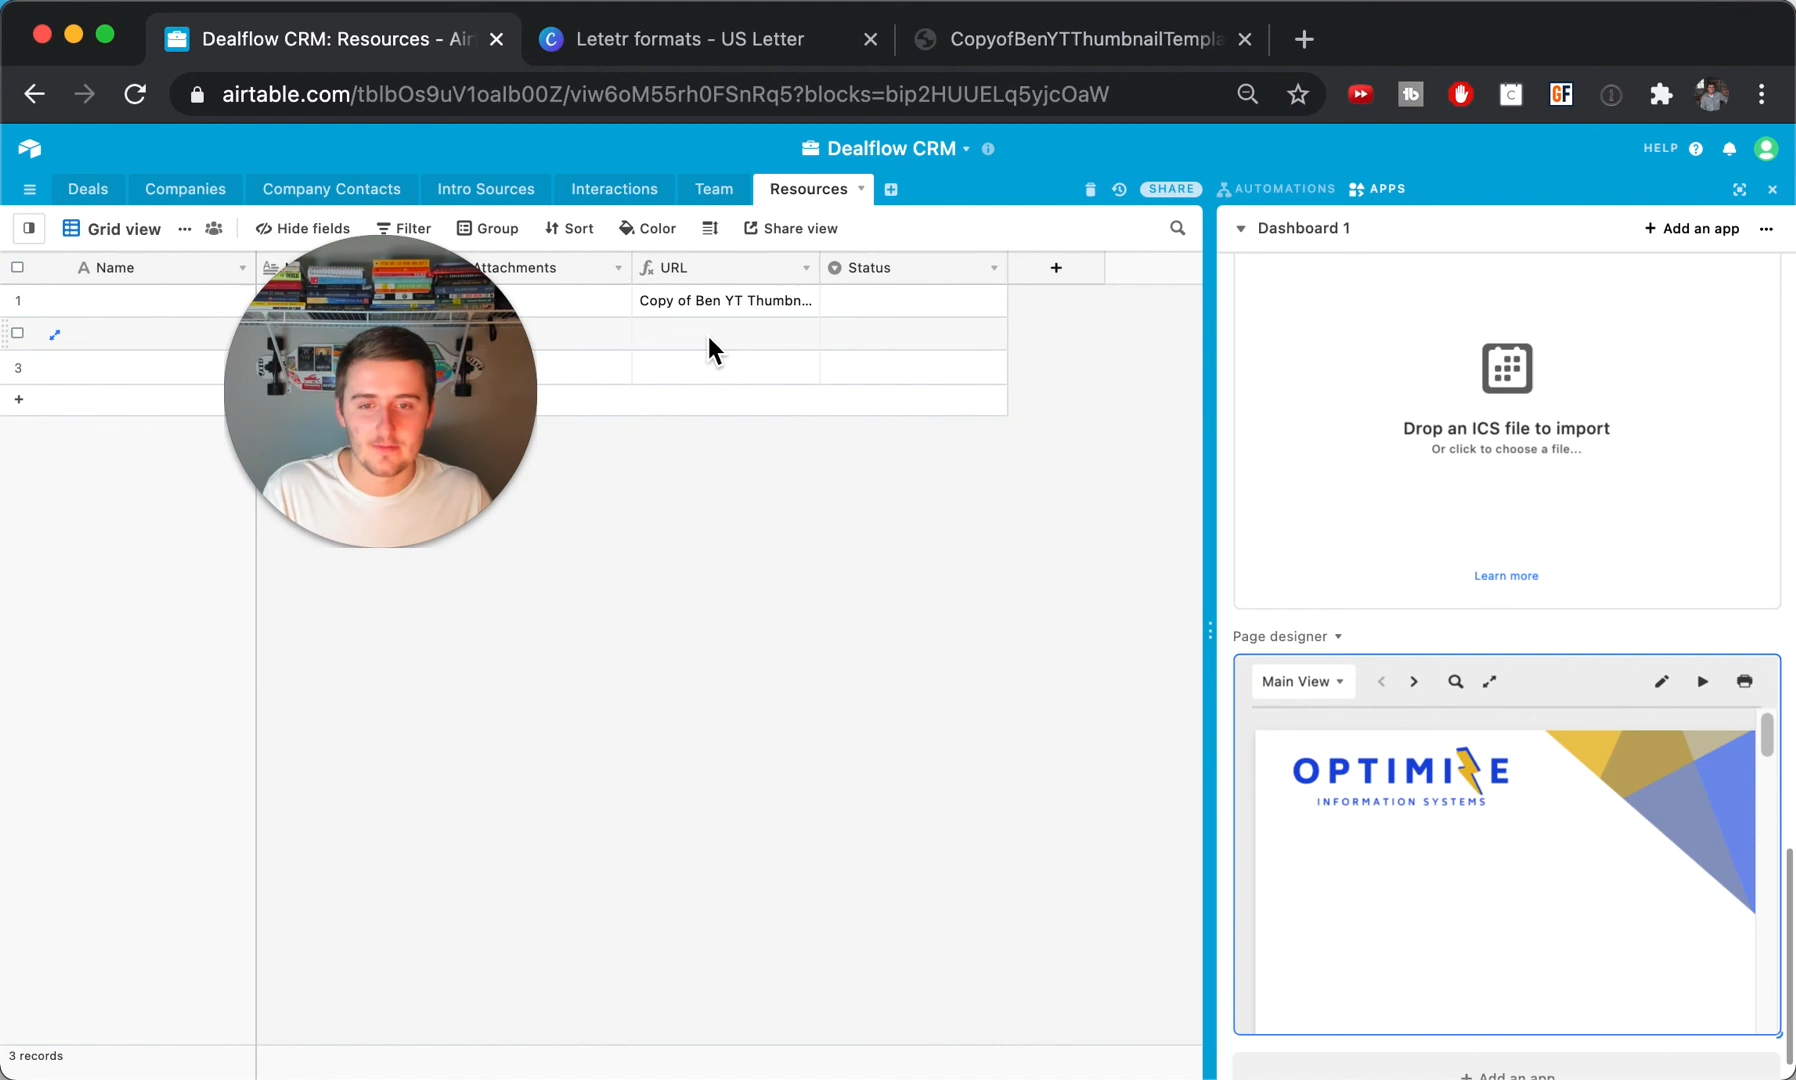 Dealflow CRM: Resources - Air
Letetr formats - US Letter
CopyofBenYTThumbnailTempla
airtable.com/tblbOs9uV1oaIb00Z/viw6oM55rh0FSnRq5?blocks=bip2HUUELq5yjcOaW
tb
C
GF
Dealflow CRM
HELP
Deals
Companies
Company Contacts
Intro Sources
Interactions
Team
Resources
SHARE
AUTOMATIONS
APPS
Grid view
Hide fields
Filter
Group
Sort
Color
Share view
Dashboard 1
+ Add an app
Name
Attachments
URL
Status
1
Copy of Ben YT Thumbn...
3
Drop an ICS file to import
Or click to choose a file...
Learn more
Page designer
Main View
OPTIMIZE
INFORMATION SYSTEMS
3 records
+ Add an app